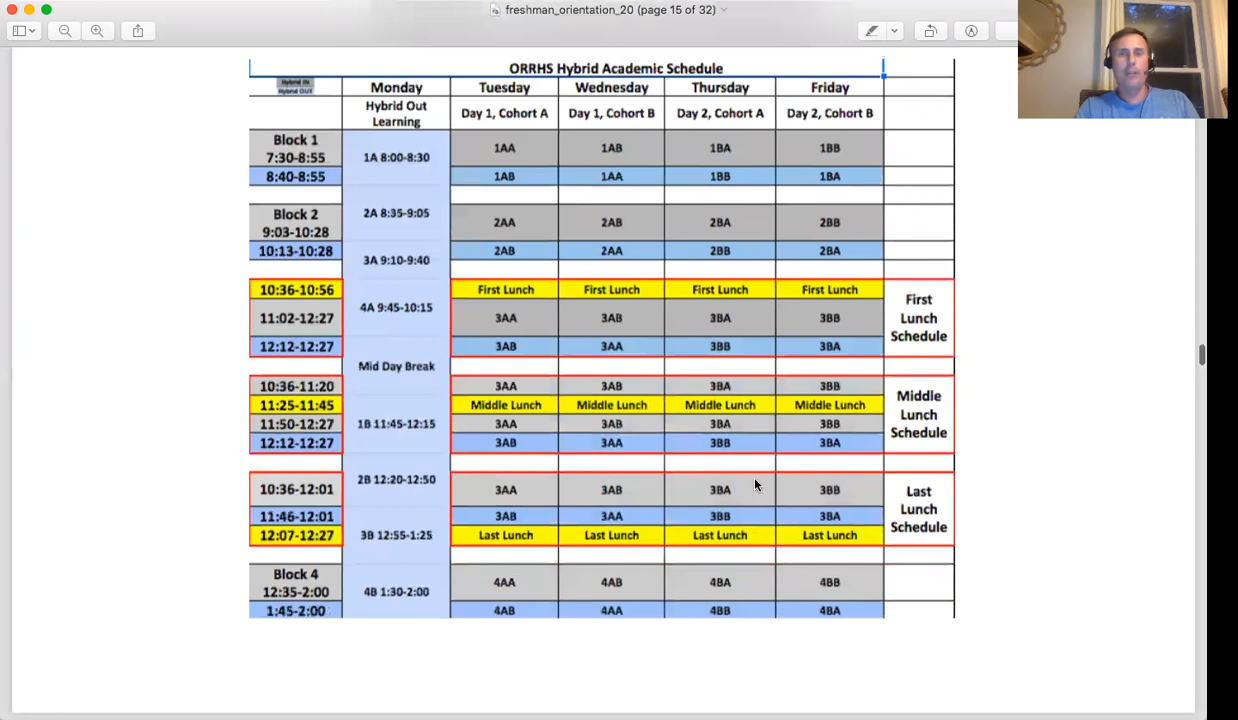 freshman_orientation_20 (page 15 of 32)
ORRHS Hybrid Academic Schedule
Hybrid IN Monday Tuesday Wednesday Thursday Friday
Hybrid OUT
Hybrid Out Learning Day 1, Cohort A Day 1, Cohort B Day 2, Cohort A Day 2, Cohort B
Block 1
7:30-8:55 1A 8:00-8:30 1AA 1AB 1BA 1BB
8:40-8:55 1AB 1AA 1BB 1BA
2A 8:35-9:05
Block 2
9:03-10:28 2AA 2AB 2BA 2BB
10:13-10:28 2AB 2AA 2BB 2BA
3A 9:10-9:40
10:36-10:56 First Lunch First Lunch First Lunch First Lunch
11:02-12:27 4A 9:45-10:15 3AA 3AB 3BA 3BB First Lunch Schedule
12:12-12:27 3AB 3AA 3BB 3BA
Mid Day Break
10:36-11:20 3AA 3AB 3BA 3BB
11:25-11:45 Middle Lunch Middle Lunch Middle Lunch Middle Lunch Middle Lunch Schedule
11:50-12:27 1B 11:45-12:15 3AA 3AB 3BA 3BB
12:12-12:27 3AB 3AA 3BB 3BA
2B 12:20-12:50
10:36-12:01 3AA 3AB 3BA 3BB Last Lunch Schedule
11:46-12:01 3AB 3AA 3BB 3BA
12:07-12:27 3B 12:55-1:25 Last Lunch Last Lunch Last Lunch Last Lunch
Block 4
12:35-2:00 4B 1:30-2:00 4AA 4AB 4BA 4BB
1:45-2:00 4AB 4AA 4BB 4BA